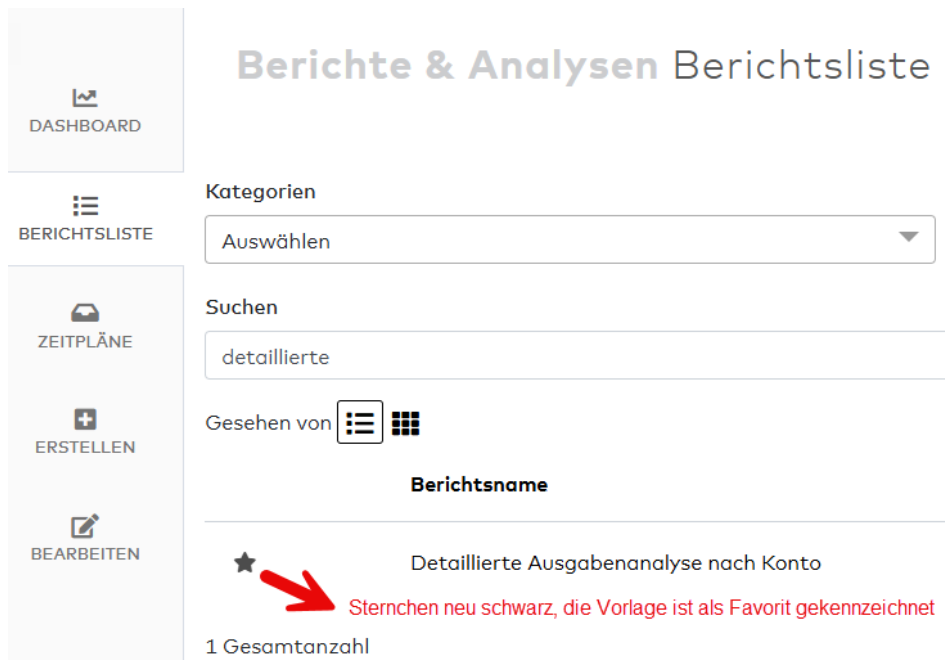 Berichte & Analysen Berichtsliste
DASHBOARD
BERICHTSLISTE
ZEITPLÄNE
ERSTELLEN
BEARBEITEN
Kategorien
Auswählen
Suchen
detaillierte
Gesehen von
Berichtsname
Detaillierte Ausgabenanalyse nach Konto
Sternchen neu schwarz, die Vorlage ist als Favorit gekennzeichnet
1 Gesamtanzahl